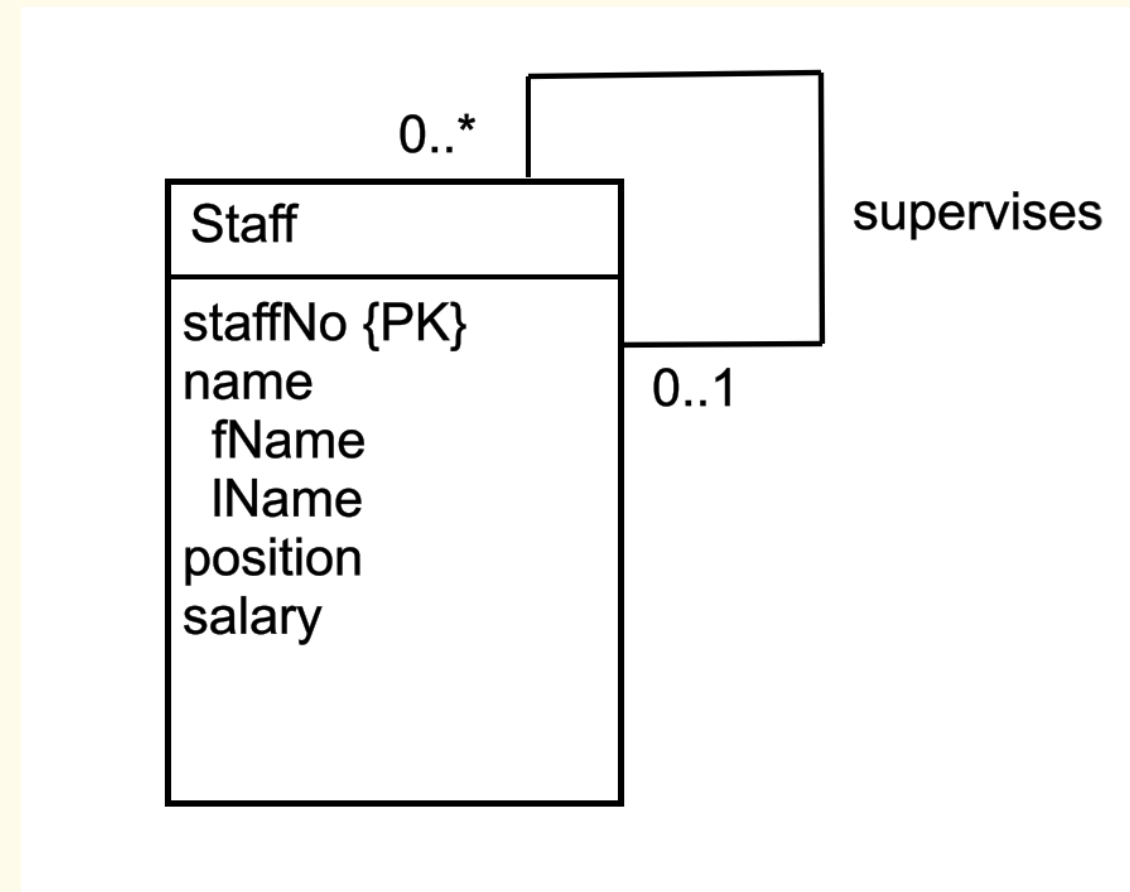 0..*
Staff
supervises
staffNo {PK}
name
0..1
fName
lName
position
salary